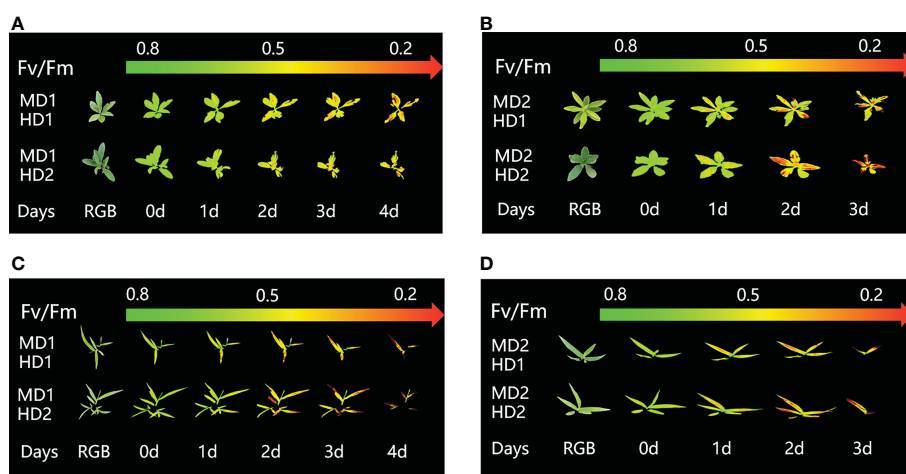 A
0.8 0.5 0.2
Fv/Fm
MD1
HD1
MD1
HD2
Days RGB 0d 1d 2d 3d 4d
B
0.8 0.5 0.2
Fv/Fm
MD2
HD1
MD2
HD2
Days RGB 0d 1d 2d 3d
C
0.8 0.5 0.2
Fv/Fm
MD1
HD1
MD1
HD2
Days RGB 0d 1d 2d 3d 4d
D
0.8 0.5 0.2
Fv/Fm
MD2
HD1
MD2
HD2
Days RGB 0d 1d 2d 3d